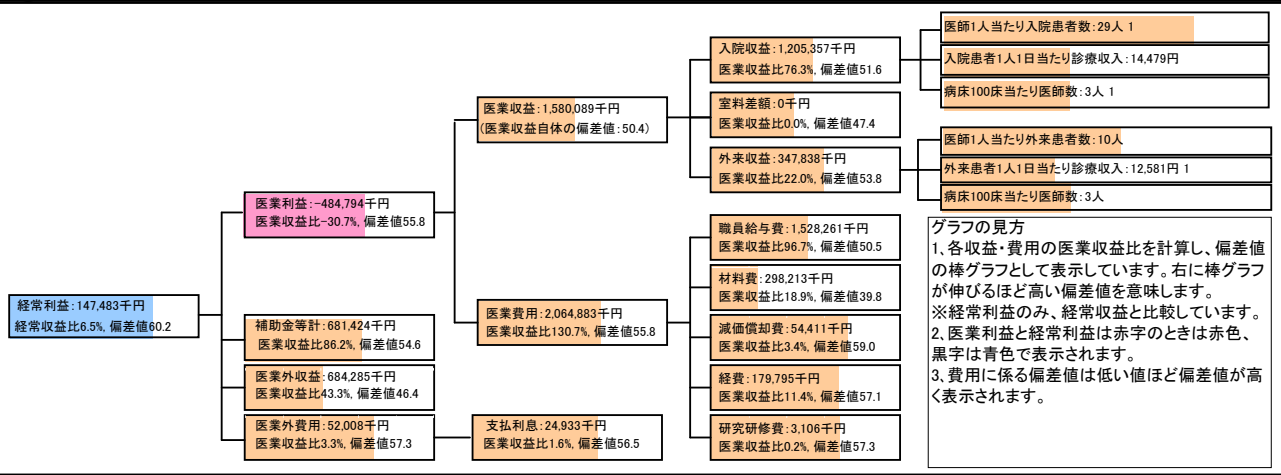 経常利益:147,483千円
経常収益比6.5%, 偏差値60.2
医業利益:-484,794千円
医業収益比-30.7%, 偏差値55.8
補助金等計:681,424千円
医業収益比86.2%, 偏差値54.6
医業外収益:684,285千円
医業収益比43.3%, 偏差値46.4
医業外費用:52,008千円
医業収益比3.3%, 偏差値57.3
支払利息:24,933千円
医業収益比1.6%, 偏差値56.5
医業収益:1,580,089千円
(医業収益自体の偏差値:50.4)
医業費用:2,064,883千円
医業収益比130.7%, 偏差値55.8
入院収益:1,205,357千円
医業収益比76.3%, 偏差値51.6
室料差額:0千円
医業収益比0.0%, 偏差値47.4
外来収益:347,838千円
医業収益比22.0%, 偏差値53.8
職員給与費:1,528,261千円
医業収益比96.7%, 偏差値50.5
材料費:298,213千円
医業収益比18.9%, 偏差値39.8
減価償却費:54,411千円
医業収益比3.4%, 偏差値59.0
経費:179,795千円
医業収益比11.4%, 偏差値57.1
研究研修費:3,106千円
医業収益比0.2%, 偏差値57.3
医師1人当たり入院患者数:29人 1
入院患者1人1日当たり診療収入:14,479円
病床100床当たり医師数:3人 1
医師1人当たり外来患者数:10人
外来患者1人1日当たり診療収入:12,581円 1
病床100床当たり医師数:3人
グラフの見方
1、各収益・費用の医業収益比を計算し、偏差値
の棒グラフとして表示しています。右に棒グラフ
が伸びるほど高い偏差値を意味します。
※経常利益のみ、経常収益と比較しています。
2、医業利益と経常利益は赤字のときは赤色、
黒字は青色で表示されます。
3、費用に係る偏差値は低い値ほど偏差値が高
く表示されます。